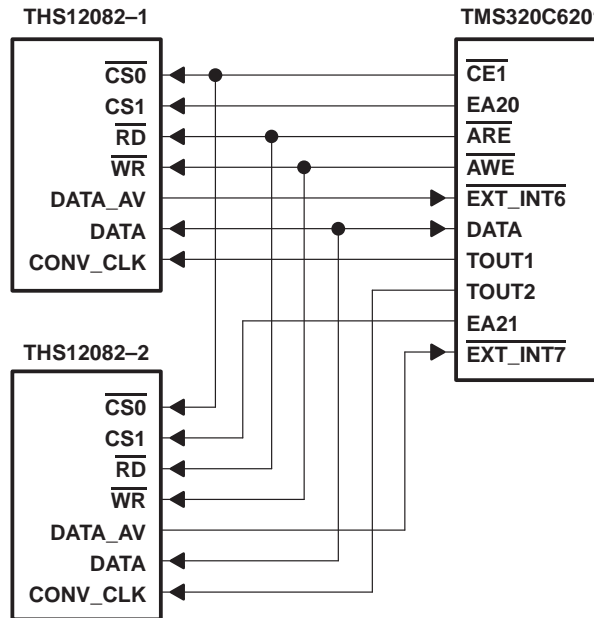 THS12082–1
CS0
CS1
RD
WR
DATA_AV
DATA
CONV_CLK
TMS320C6201
CE1
EA20
ARE
AWE
EXT_INT6
DATA
TOUT1
TOUT2
EA21
EXT_INT7
THS12082–2
CS0
CS1
RD
WR
DATA_AV
DATA
CONV_CLK